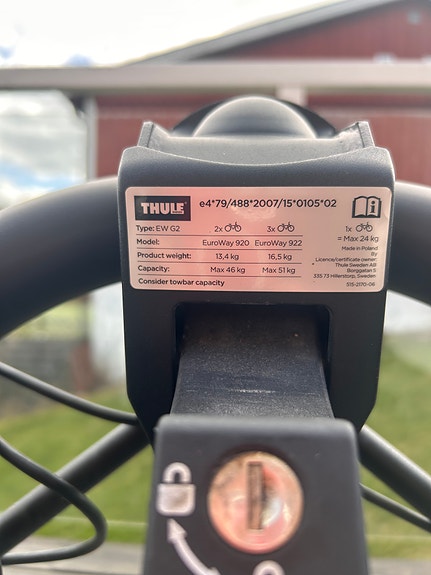 THULE e4*79/488*2007/15*0105*02
Type: EW G2 2x 3x 1x
= Max 24 kg
Model: EuroWay 920 EuroWay 922
Product weight: 13,4 kg 16,5 kg
Capacity: Max 46 kg Max 51 kg
Consider towbar capacity
Made in Poland
By
Licence/certificate owner:
Thule Sweden AB
Borggatan 5
335 73 Hillerstorp, Sweden
515-2170-06